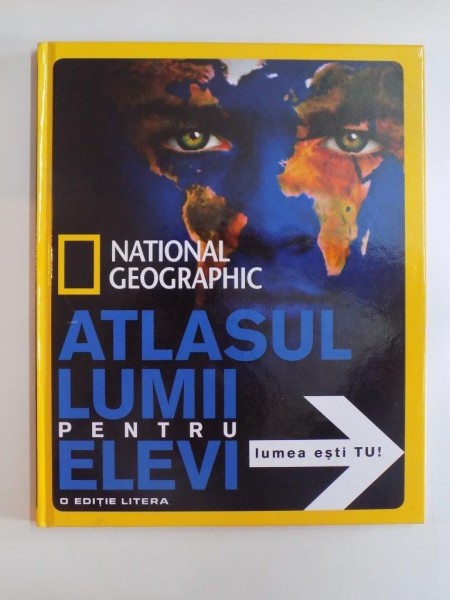 NATIONAL
GEOGRAPHIC
ATLASUL
LUMII
PENTRU
ELEVI
lumea ești TU!
O EDIȚIE LITERA